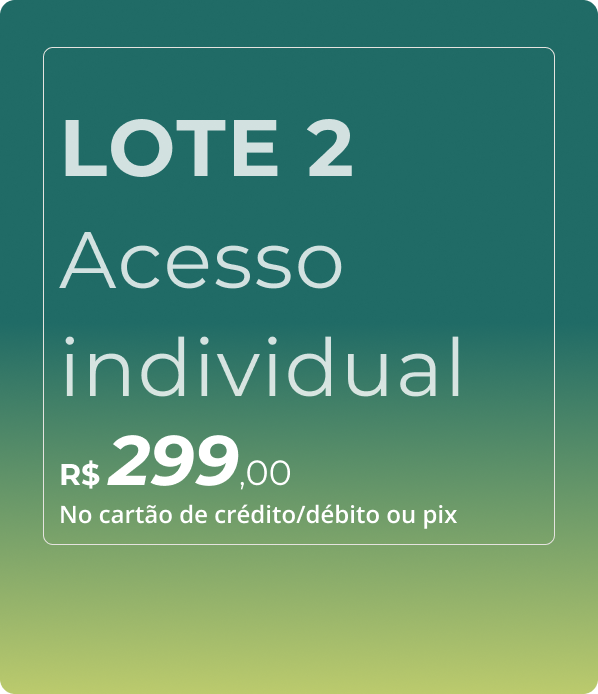 LOTE 2
Acesso
individual
R$ 299,00
No cartão de crédito/débito ou pix